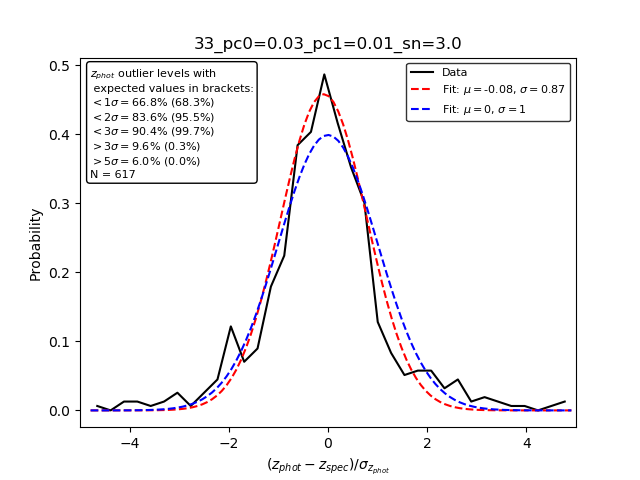 33_pc0=0.03_pc1=0.01_sn=3.0
z_phot outlier levels with
expected values in brackets:
<1σ = 66.8% (68.3%)
<2σ = 83.6% (95.5%)
<3σ = 90.4% (99.7%)
>3σ = 9.6% (0.3%)
>5σ = 6.0% (0.0%)
N = 617
Data
Fit: μ = -0.08, σ = 0.87
Fit: μ = 0, σ = 1
Probability
0.5
0.4
0.3
0.2
0.1
0.0
−4
−2
0
2
4
(z_phot − z_spec)/σ_z_phot